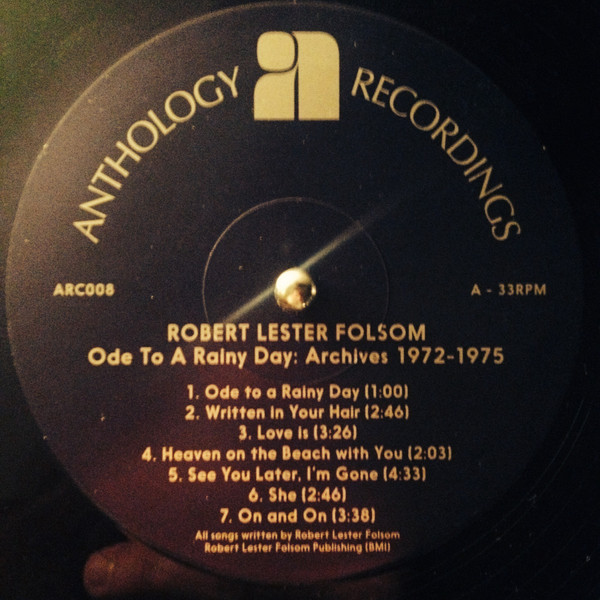 ANTHOLOGY a RECORDINGS
ARC008
A - 33RPM
ROBERT LESTER FOLSOM
Ode To A Rainy Day: Archives 1972-1975
1. Ode to a Rainy Day (1:00)
2. Written in Your Hair (2:46)
3. Love is (3:26)
4. Heaven on the Beach with You (2:03)
5. See You Later, I'm Gone (4:33)
6. She (2:46)
7. On and On (3:38)
All songs written by Robert Lester Folsom
Robert Lester Folsom Publishing (BMI)